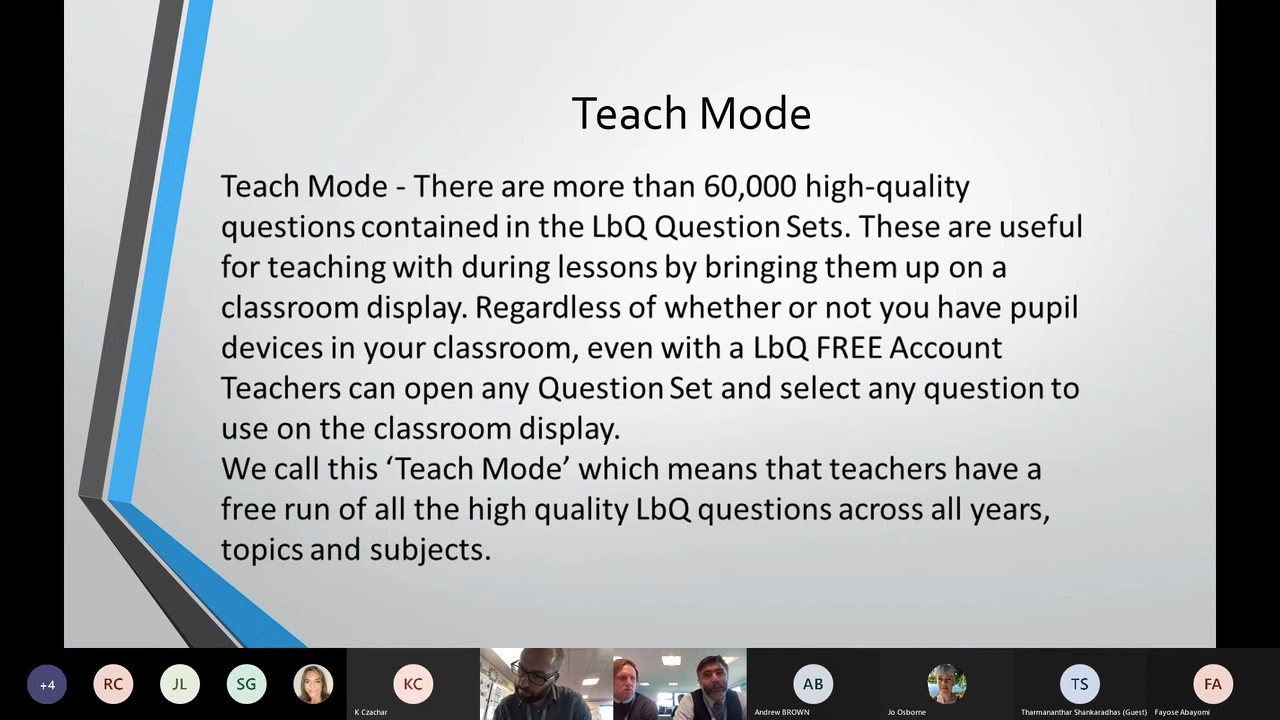 Teach Mode
Teach Mode - There are more than 60,000 high-quality
questions contained in the LbQ Question Sets. These are useful
for teaching with during lessons by bringing them up on a
classroom display. Regardless of whether or not you have pupil
devices in your classroom, even with a LbQ FREE Account
Teachers can open any Question Set and select any question to
use on the classroom display.
We call this ‘Teach Mode’ which means that teachers have a
free run of all the high quality LbQ questions across all years,
topics and subjects.
+4
RC
JL
SG
KC
AB
TS
FA
K Czachar
Andrew BROWN
Jo Osborne
Tharmananthar Shankaradhas (Guest)
Fayose Abayomi